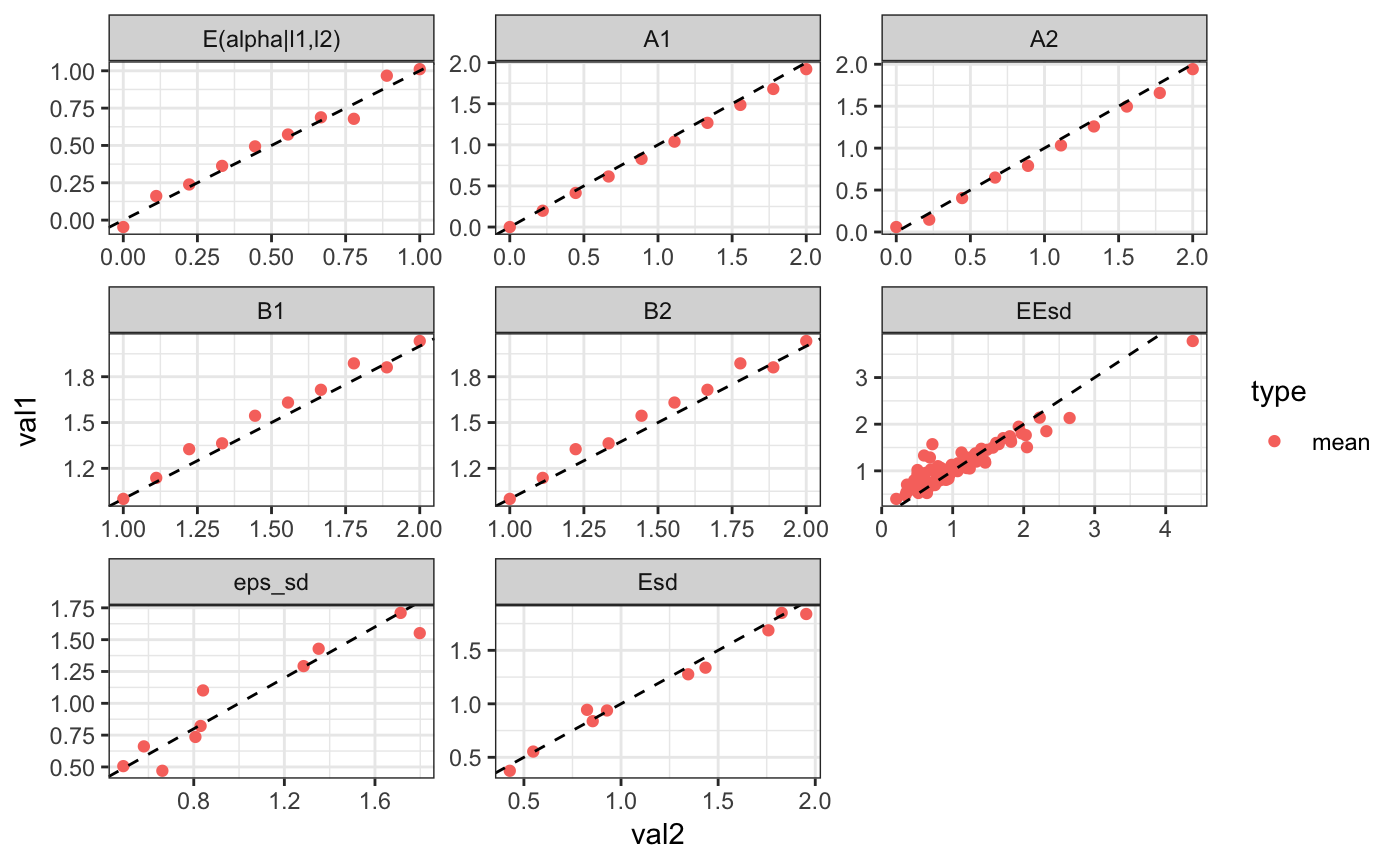 E(alpha|l1,l2)
A1
A2
1.00
0.75
0.50
0.25
0.00
0.00 0.25 0.50 0.75 1.00
2.0
1.5
1.0
0.5
0.0
0.0 0.5 1.0 1.5 2.0
2.0
1.5
1.0
0.5
0.0
0.0 0.5 1.0 1.5 2.0
B1
B2
EEsd
1.8
1.5
1.2
1.00 1.25 1.50 1.75 2.00
1.8
1.5
1.2
1.00 1.25 1.50 1.75 2.00
3
2
1
0 1 2 3 4
eps_sd
Esd
1.75
1.50
1.25
1.00
0.75
0.50
0.8 1.2 1.6
1.5
1.0
0.5
0.5 1.0 1.5 2.0
val1
val2
type
mean